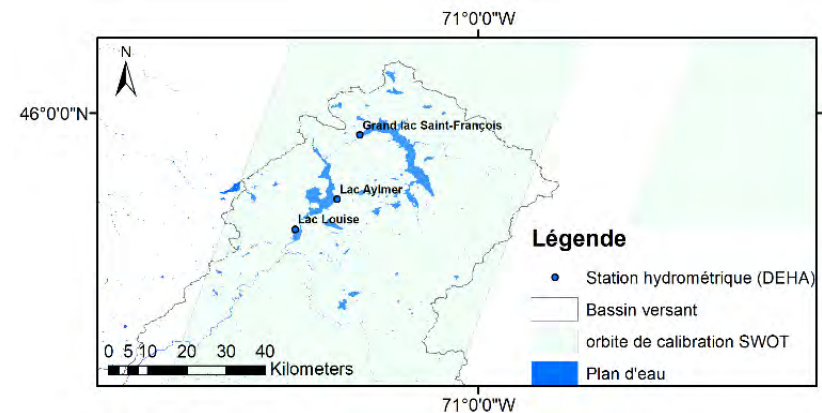 71°0'0"W
N
46°0'0"N
Grand lac Saint-François
Lac Aylmer
Lac Louise
Légende
Station hydrométrique (DEHA)
Bassin versant
orbite de calibration SWOT
Plan d'eau
0 5 10 20 30 40
Kilometers
71°0'0"W